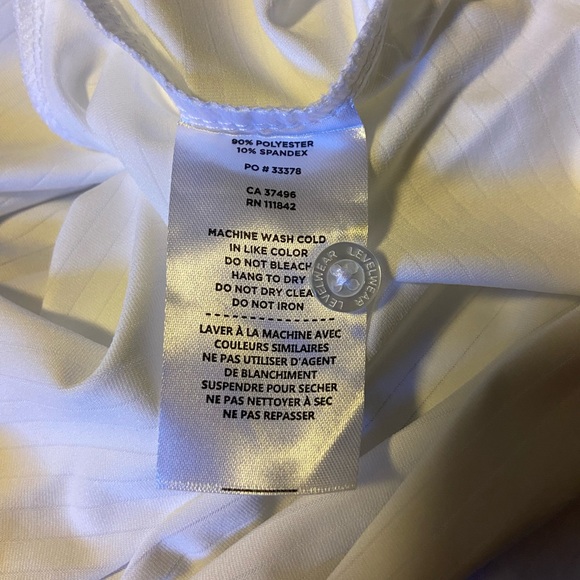 90% POLYESTER
10% SPANDEX
PO # 33378
CA 37496
RN 111842
MACHINE WASH COLD
IN LIKE COLOR
DO NOT BLEACH
HANG TO DRY
DO NOT DRY CLEA
DO NOT IRON
LEVELWEAR
LEVELWEAR
LAVER À LA MACHINE AVEC
COULEURS SIMILAIRES
NE PAS UTILISER D'AGENT
DE BLANCHIMENT
SUSPENDRE POUR SECHER
NE PAS NETTOYER À SEC
NE PAS REPASSER